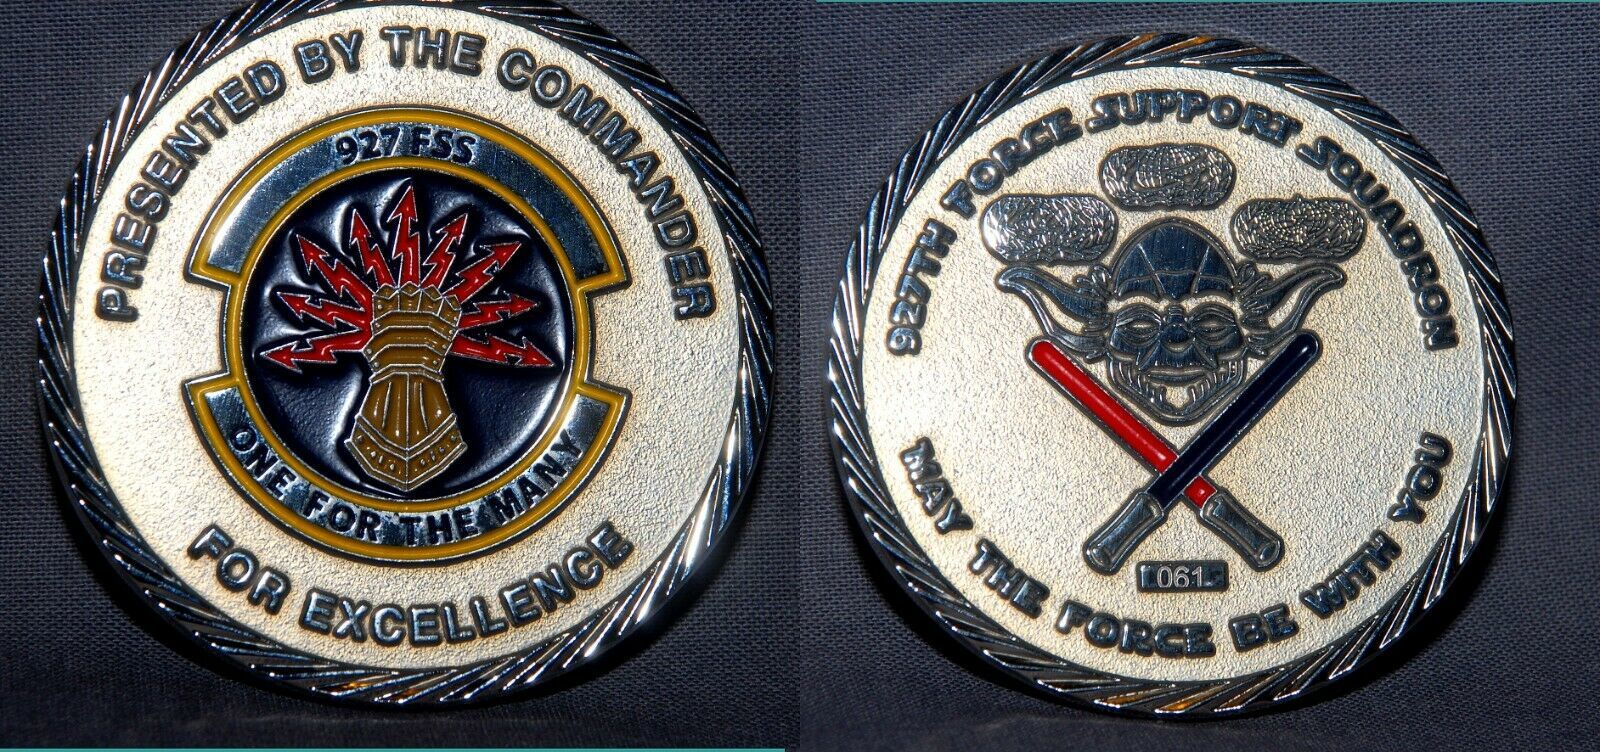 PRESENTED BY THE COMMANDER
927 FSS
ONE FOR THE MANY
FOR EXCELLENCE
927TH FORCE SUPPORT SQUADRON
061
MAY THE FORCE BE WITH YOU